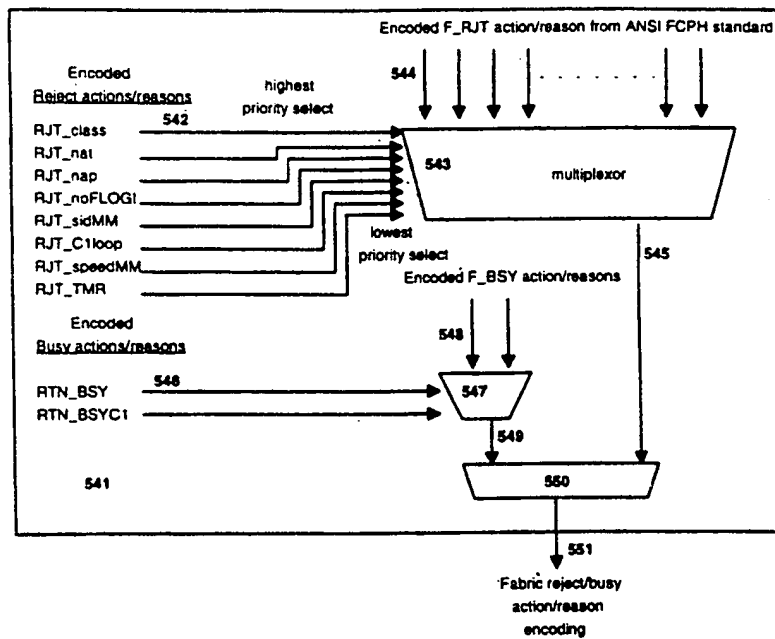 Encoded F_RJT action/reason from ANSI FCPH standard
544
Encoded
Reject actions/reasons
highest
priority select
542
RJT_class
RJT_nat
RJT_nap
RJT_noFLOGI
RJT_sidMM
RJT_C1loop
RJT_speedMM
RJT_TMR
543
multiplexor
lowest
priority select
545
Encoded F_BSY action/reasons
548
Encoded
Busy actions/reasons
546
RTN_BSY
RTN_BSYC1
547
549
541
550
551
Fabric reject/busy
action/reason
encoding